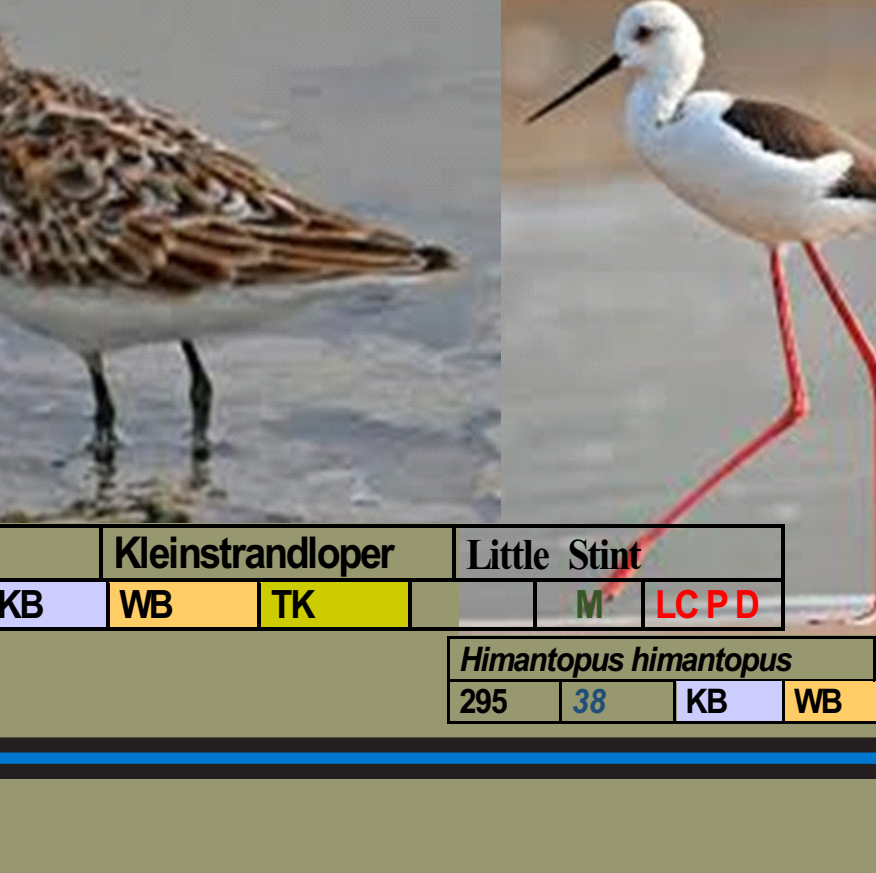 Kleinstrandloper Little Stint
KB WB TK M LC P D
Himantopus himantopus
295 38 KB WB